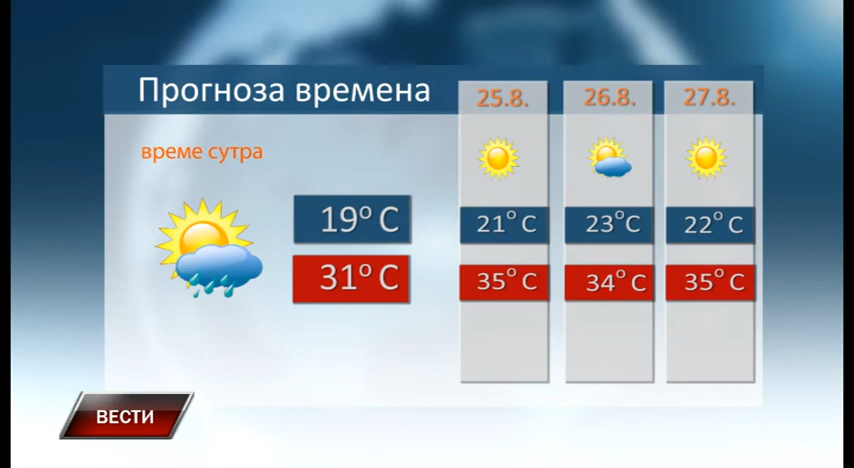 Прогноза времена
време сутра
19° C
31° C
25.8.
21° C
35° C
26.8.
23°C
34° C
27.8.
22° C
35° C
ВЕСТИ